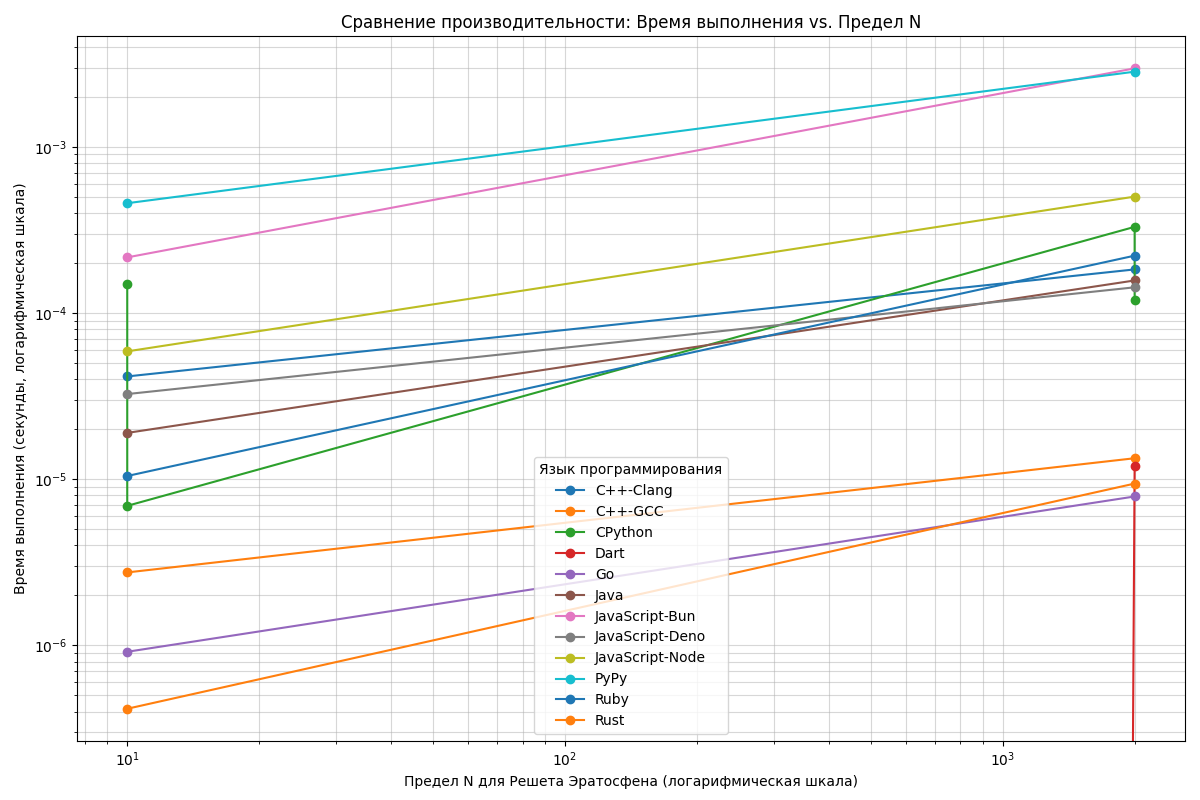 Сравнение производительности: Время выполнения vs. Предел N
Время выполнения (секунды, логарифмическая шкала)
10⁻³
10⁻⁴
10⁻⁵
10⁻⁶
Язык программирования
C++-Clang
C++-GCC
CPython
Dart
Go
Java
JavaScript-Bun
JavaScript-Deno
JavaScript-Node
PyPy
Ruby
Rust
10¹ 10² 10³
Предел N для Решета Эратосфена (логарифмическая шкала)